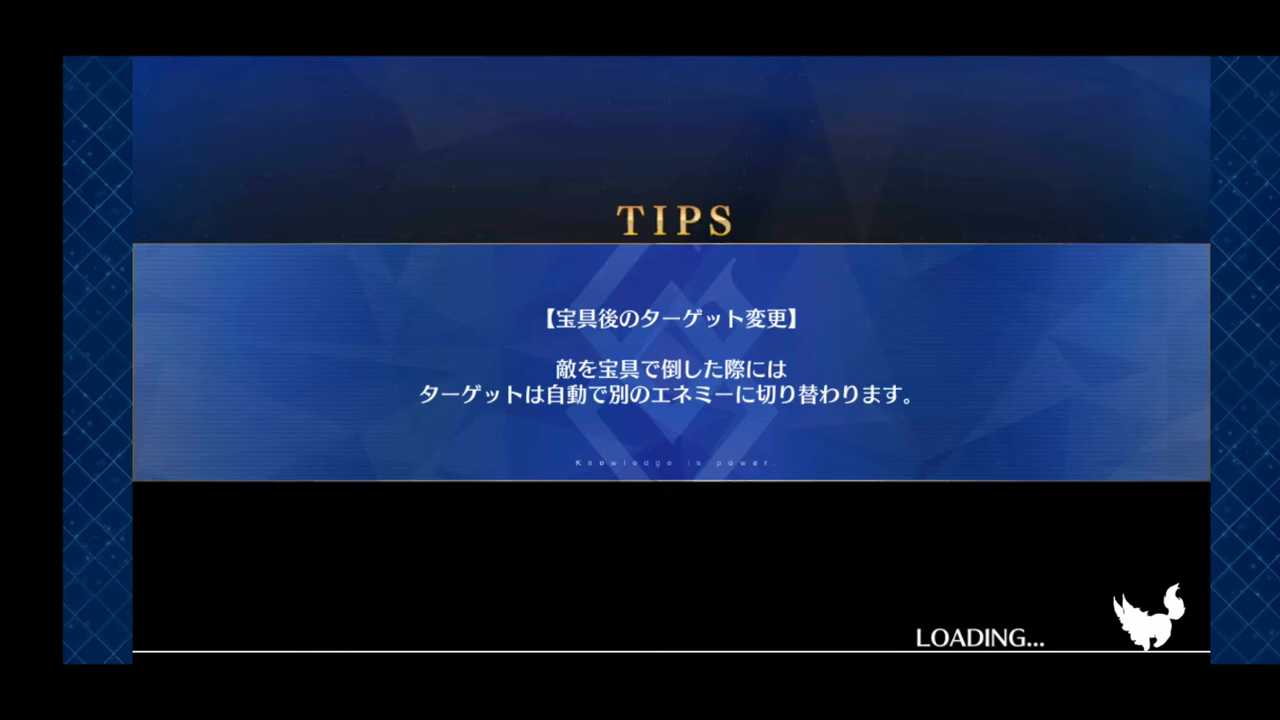 TIPS
【宝具後のターゲット変更】
敵を宝具で倒した際には
ターゲットは自動で別のエネミーに切り替わります。
Knowledge is power.
LOADING...